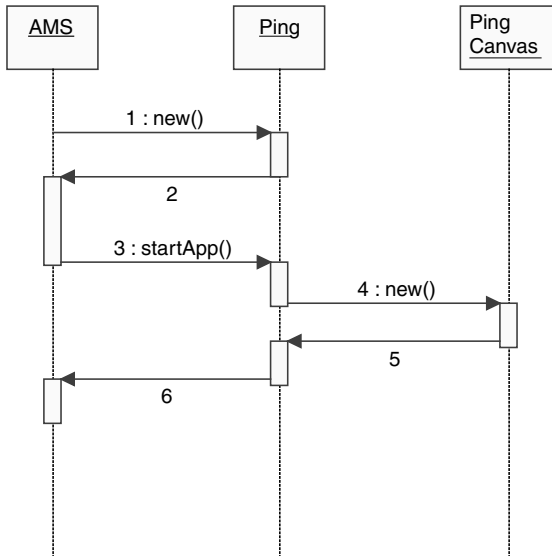 AMS
Ping
Ping
Canvas
1 : new()
2
3 : startApp()
4 : new()
5
6